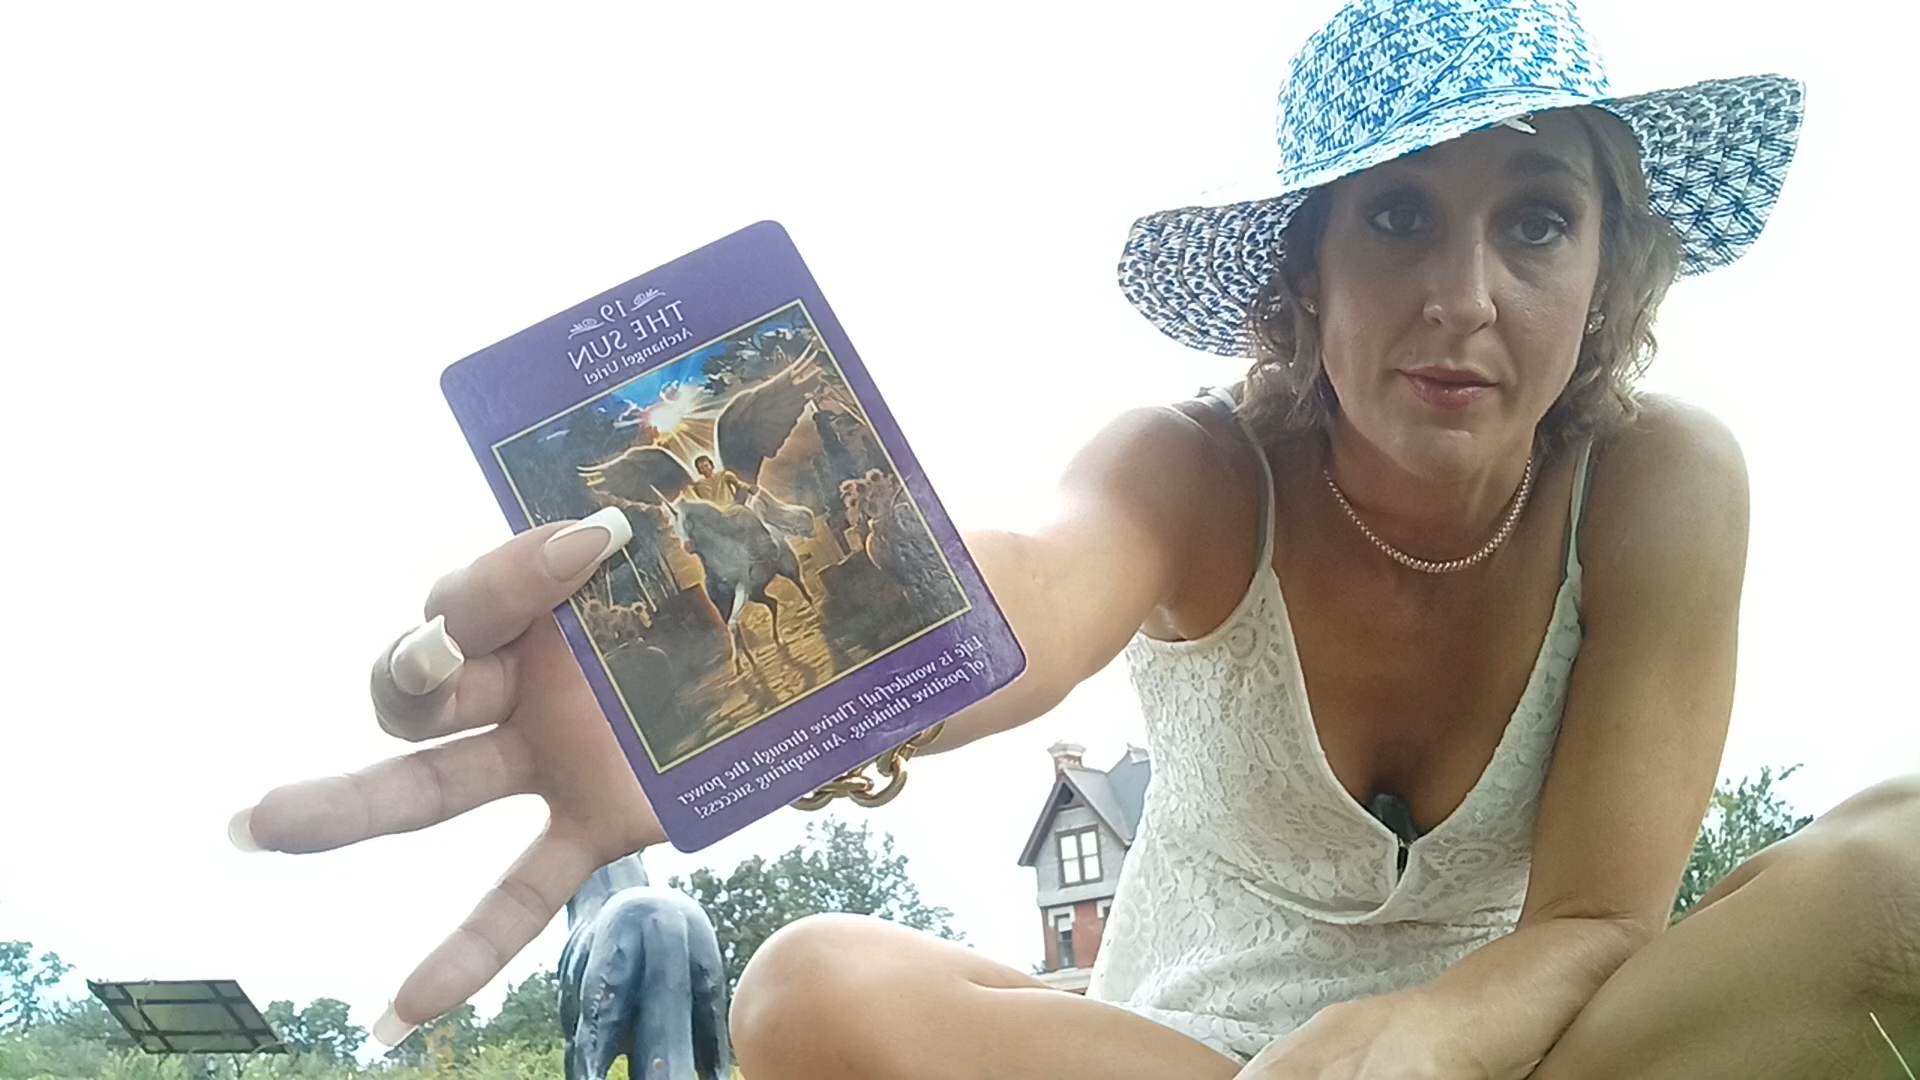 19
THE SUN
Archangel Uriel
Life is wonderful! Thrive through the power
of positive thinking. An inspiring success!